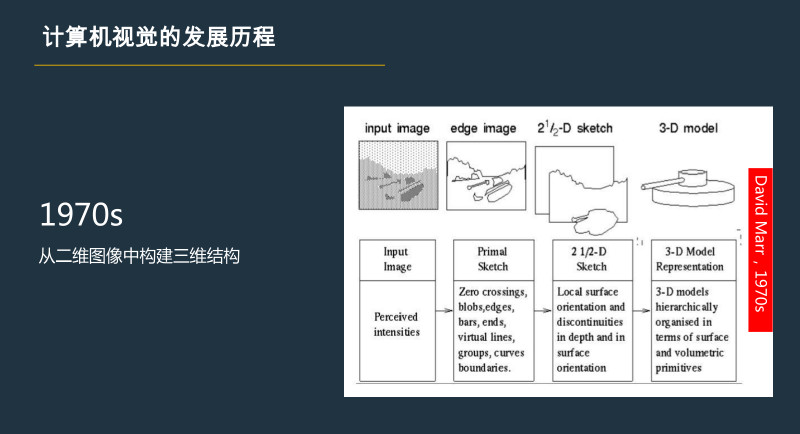 计算机视觉的发展历程
1970s
从二维图像中构建三维结构
input image
edge image
2 1/2-D sketch
3-D model
Input
Image
Primal
Sketch
2 1/2-D
Sketch
3-D Model
Representation
Perceived
intensities
Zero crossings,
blobs,edges,
bars, ends,
virtual lines,
groups, curves
boundaries.
Local surface
orientation and
discontinuities
in depth and in
surface
orientation
3-D models
hierarchically
organised in
terms of surface
and volumetric
primitives
David Marr，1970s